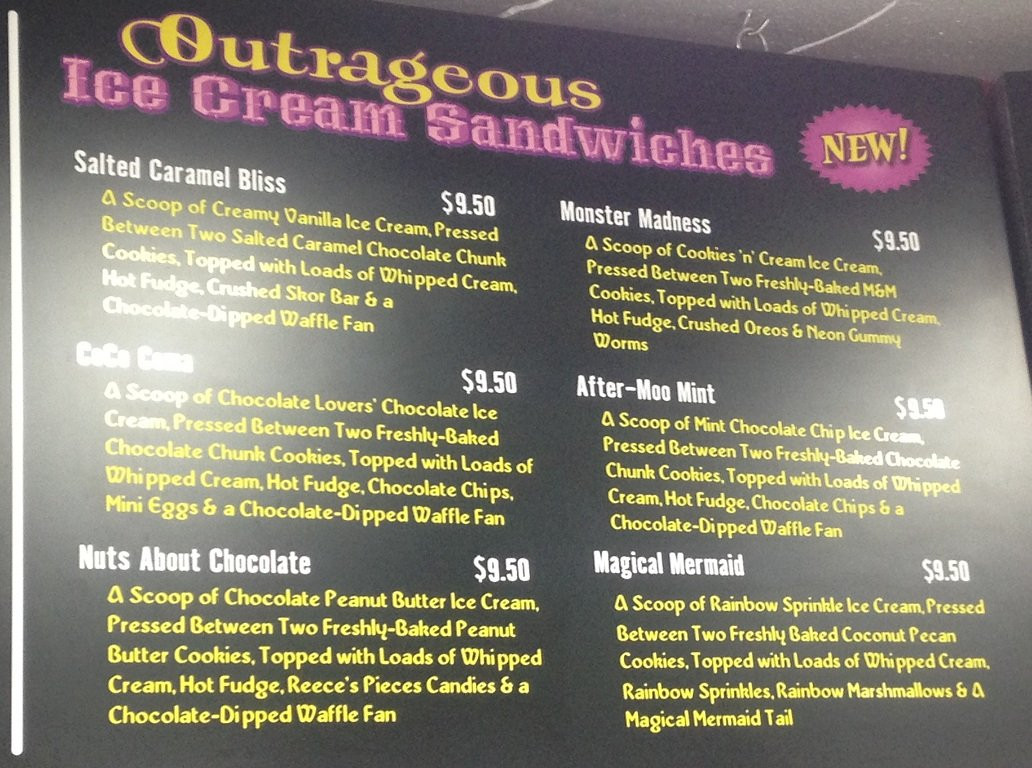 Outrageous
Ice Cream Sandwiches
NEW!
Salted Caramel Bliss
$9.50
A Scoop of Creamy Vanilla Ice Cream, Pressed
Between Two Salted Caramel Chocolate Chunk
Cookies, Topped with Loads of Whipped Cream,
Hot Fudge, Crushed Skor Bar & a
Chocolate-Dipped Waffle Fan
CoCo Coma
$9.50
A Scoop of Chocolate Lovers' Chocolate Ice
Cream, Pressed Between Two Freshly-Baked
Chocolate Chunk Cookies, Topped with Loads of
Whipped Cream, Hot Fudge, Chocolate Chips,
Mini Eggs & a Chocolate-Dipped Waffle Fan
Nuts About Chocolate
$9.50
A Scoop of Chocolate Peanut Butter Ice Cream,
Pressed Between Two Freshly-Baked Peanut
Butter Cookies, Topped with Loads of Whipped
Cream, Hot Fudge, Reece's Pieces Candies & a
Chocolate-Dipped Waffle Fan
Monster Madness
$9.50
A Scoop of Cookies 'n' Cream Ice Cream,
Pressed Between Two Freshly-Baked M&M
Cookies, Topped with Loads of Whipped Cream,
Hot Fudge, Crushed Oreos & Neon Gummy
Worms
After-Moo Mint
$9.50
A Scoop of Mint Chocolate Chip Ice Cream,
Pressed Between Two Freshly-Baked Chocolate
Chunk Cookies, Topped with Loads of Whipped
Cream, Hot Fudge, Chocolate Chips & a
Chocolate-Dipped Waffle Fan
Magical Mermaid
$9.50
A Scoop of Rainbow Sprinkle Ice Cream, Pressed
Between Two Freshly Baked Coconut Pecan
Cookies, Topped with Loads of Whipped Cream,
Rainbow Sprinkles, Rainbow Marshmallows & A
Magical Mermaid Tail